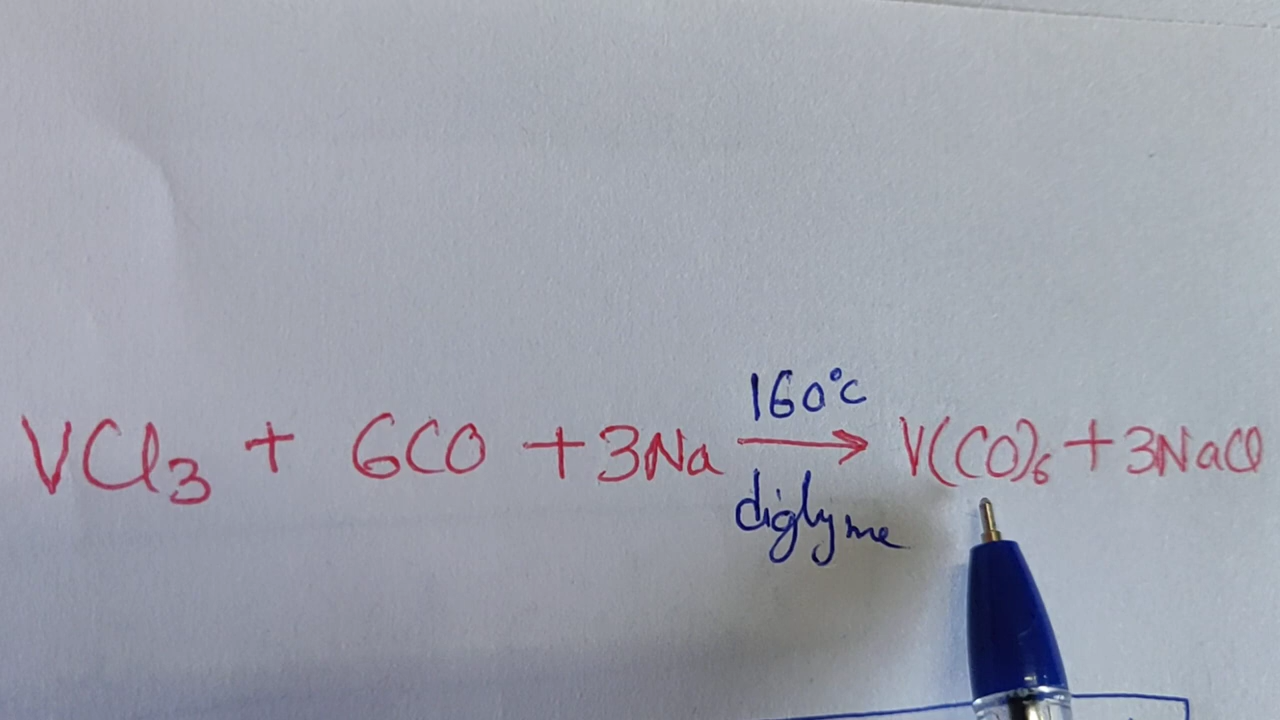 160°C
VCl₃ + 6CO + 3Na → V(CO)₆ + 3NaCl
diglyme